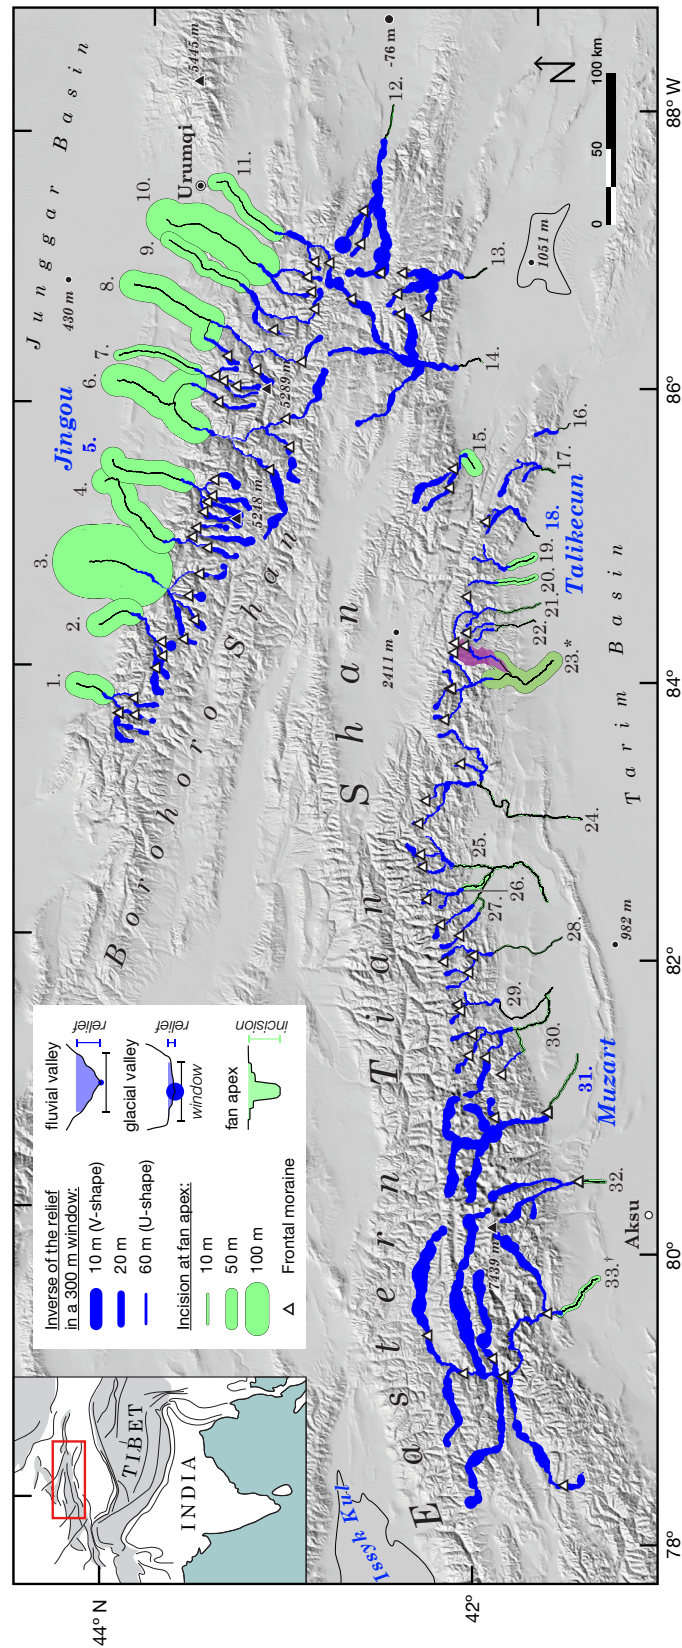 44° N
42°
78°
80°
82°
84°
86°
88° W
TIBET
INDIA
Inverse of the relief
in a 300 m window:
10 m (V-shape)
20 m
60 m (U-shape)
Incision at fan apex:
10 m
50 m
100 m
Frontal moraine
fluvial valley
relief
glacial valley
relief
window
fan apex
incision
Junggar Basin
430 m
Jingou
Urumqi
5445 m
-76 m
1.
2.
3.
4.
5.
6.
7.
8.
9.
10.
11.
12.
5248 m
5289 m
Borohoro Shan
Eastern Tian Shan
2411 m
Issyk Kul
7439 m
13.
14.
15.
16.
17.
18.
Talikecun
19.
20.
21.
22.
23.*
24.
25.
26.
27.
28.
29.
30.
31.
Muzart
32.
33.†
Aksu
982 m
Tarim Basin
1051 m
N
0 50 100 km